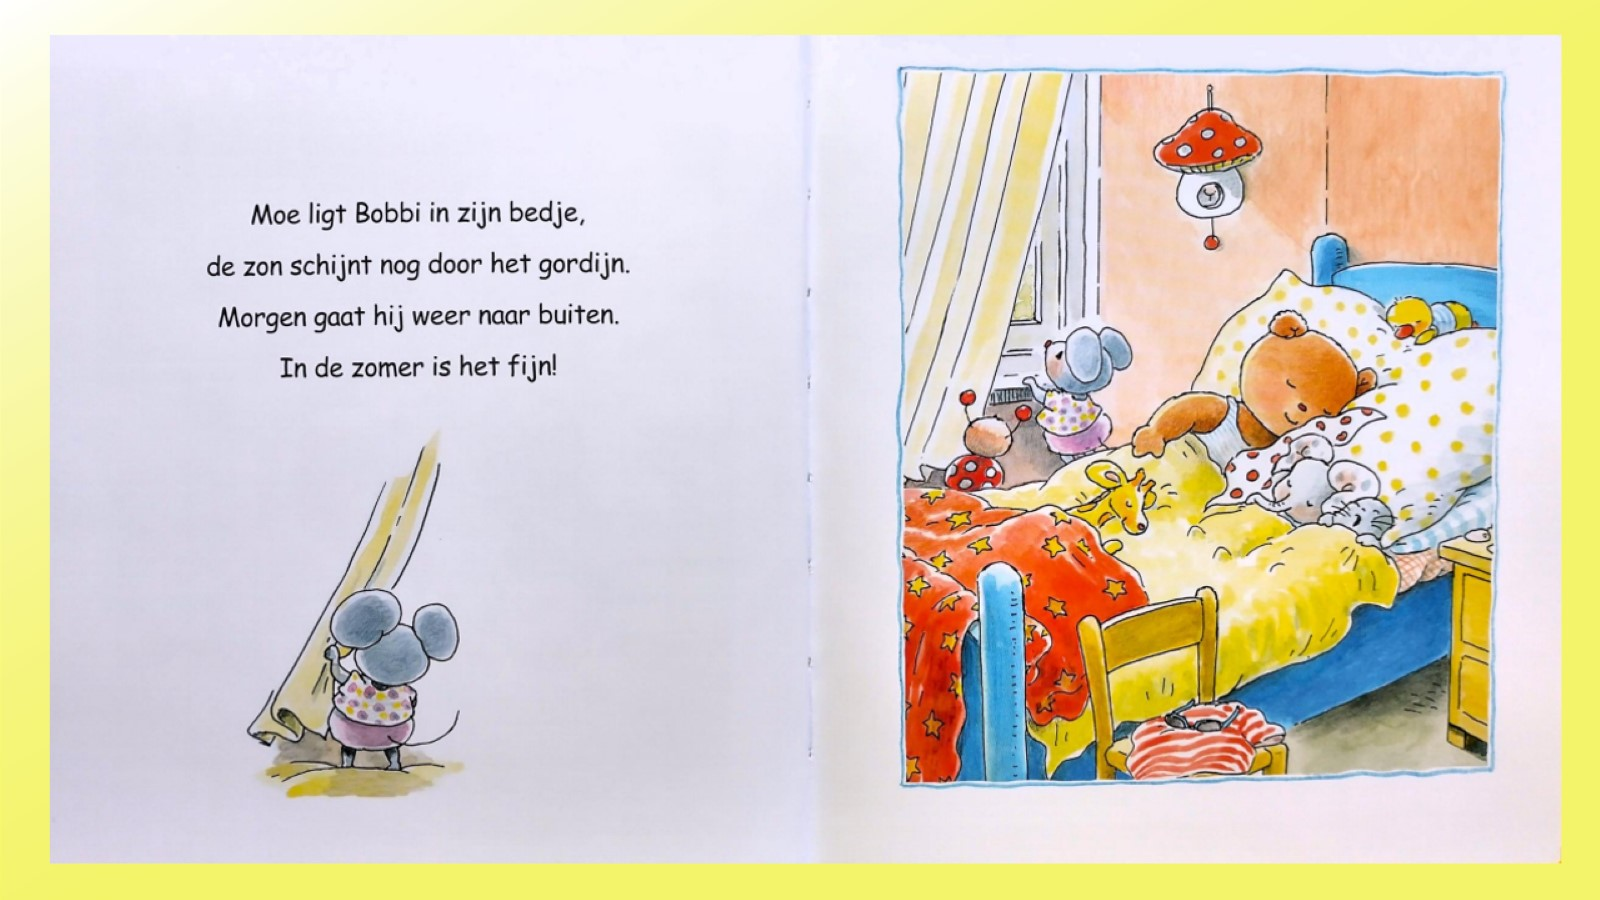 Moe ligt Bobbi in zijn bedje,
de zon schijnt nog door het gordijn.
Morgen gaat hij weer naar buiten.
In de zomer is het fijn!